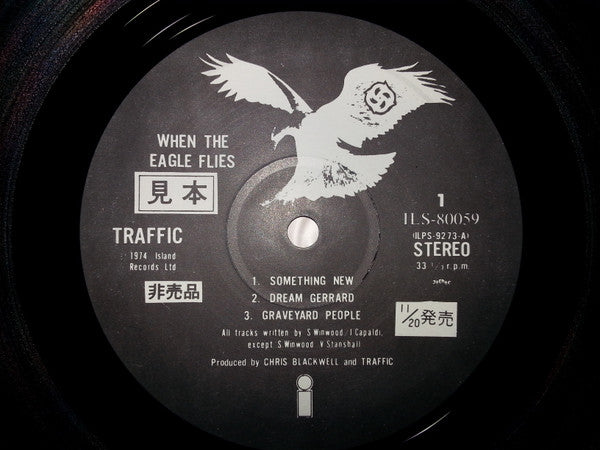 WHEN THE
EAGLE FLIES
見本
TRAFFIC
1974 Island
Records Ltd
非売品
1
ILS-80059
(ILPS-9273-A)
STEREO
33 1/3 r.p.m.
1. SOMETHING NEW
2. DREAM GERRARD
3. GRAVEYARD PEOPLE
11/20発売
All tracks written by S Winwood/J Capaldi,
except S. Winwood V Stanshall
Produced by CHRIS BLACKWELL and TRAFFIC
i